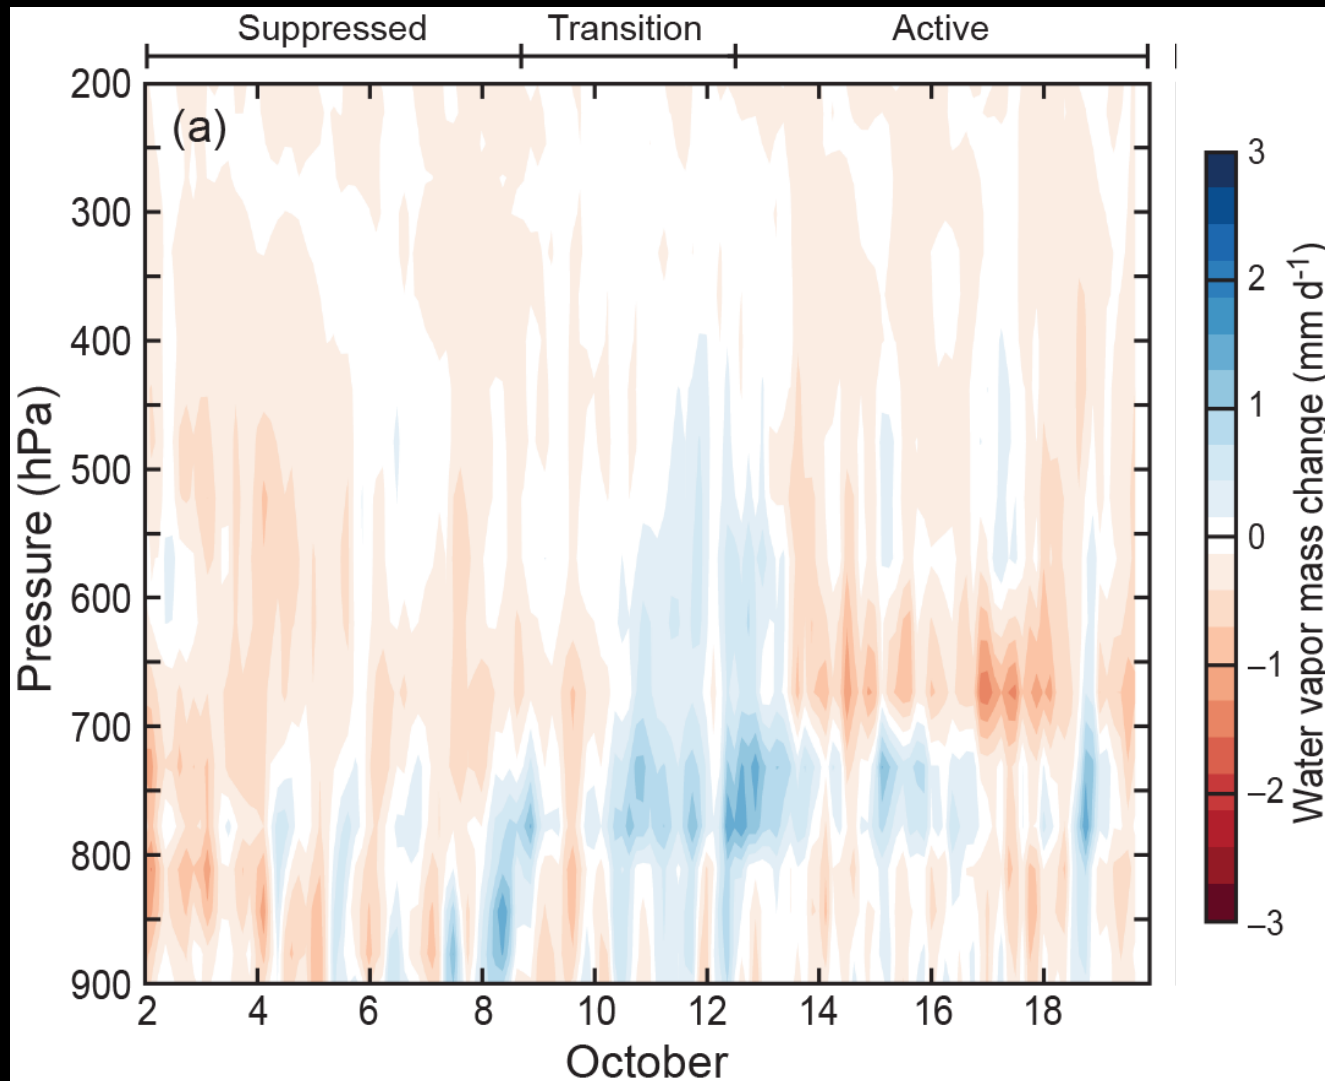 Suppressed Transition Active
(a)
200
300
400
500
600
700
800
900
Pressure (hPa)
2 4 6 8 10 12 14 16 18
October
3
2
1
0
−1
−2
−3
Water vapor mass change (mm d-1)